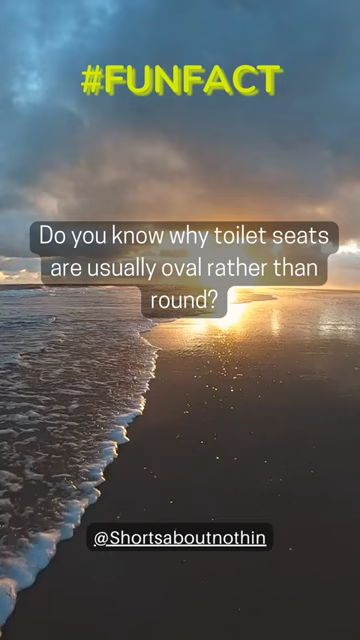 #FUNFACT
Do you know why toilet seats
are usually oval rather than
round?
@Shortsaboutnothin